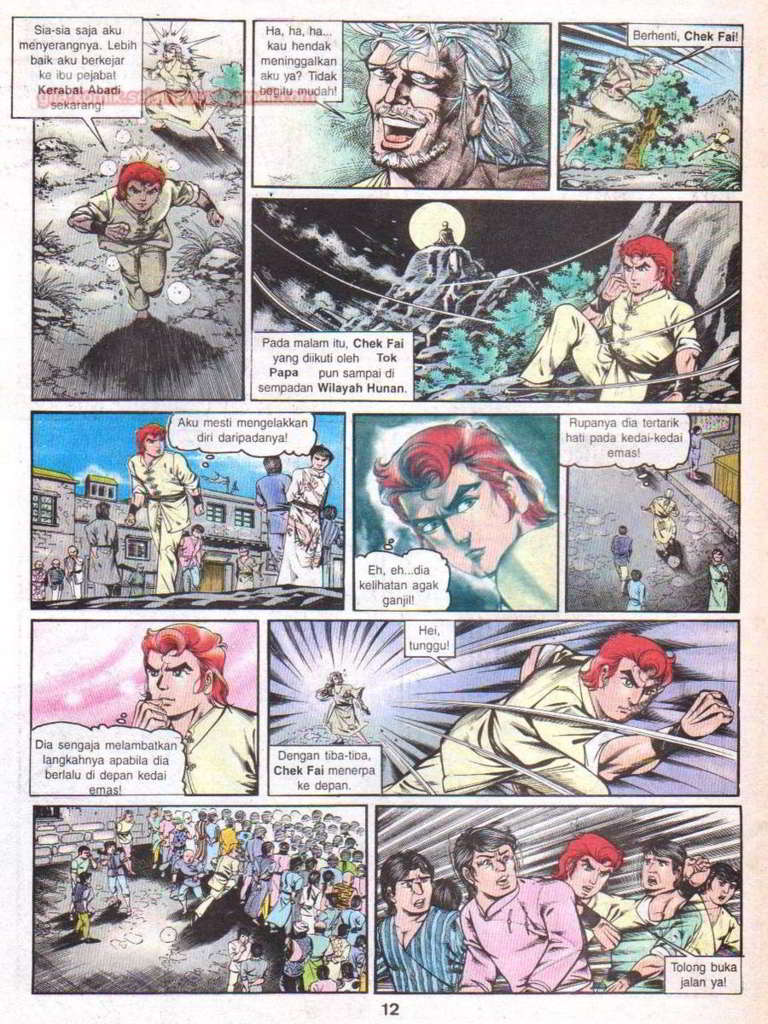 Sia-sia saja aku
menyerangnya. Lebih
baik aku berkejar
ke ibu pejabat
Kerabat Abadi
sekarang!
Ha, ha, ha...
kau hendak
meninggalkan
aku ya? Tidak
begitu mudah!
Berhenti, Chek Fai!
Pada malam itu, Chek Fai
yang diikuti oleh Tok
Papa pun sampai di
sempadan Wilayah Hunan.
Aku mesti mengelakkan
diri daripadanya!
Eh, eh...dia
kelihatan agak
ganjil!
Rupanya dia tertarik
hati pada kedai-kedai
emas!
Dia sengaja melambatkan
langkahnya apabila dia
berlalu di depan kedai
emas!
Hei,
tunggu!
Dengan tiba-tiba,
Chek Fai menerpa
ke depan.
Tolong buka
jalan ya!
12